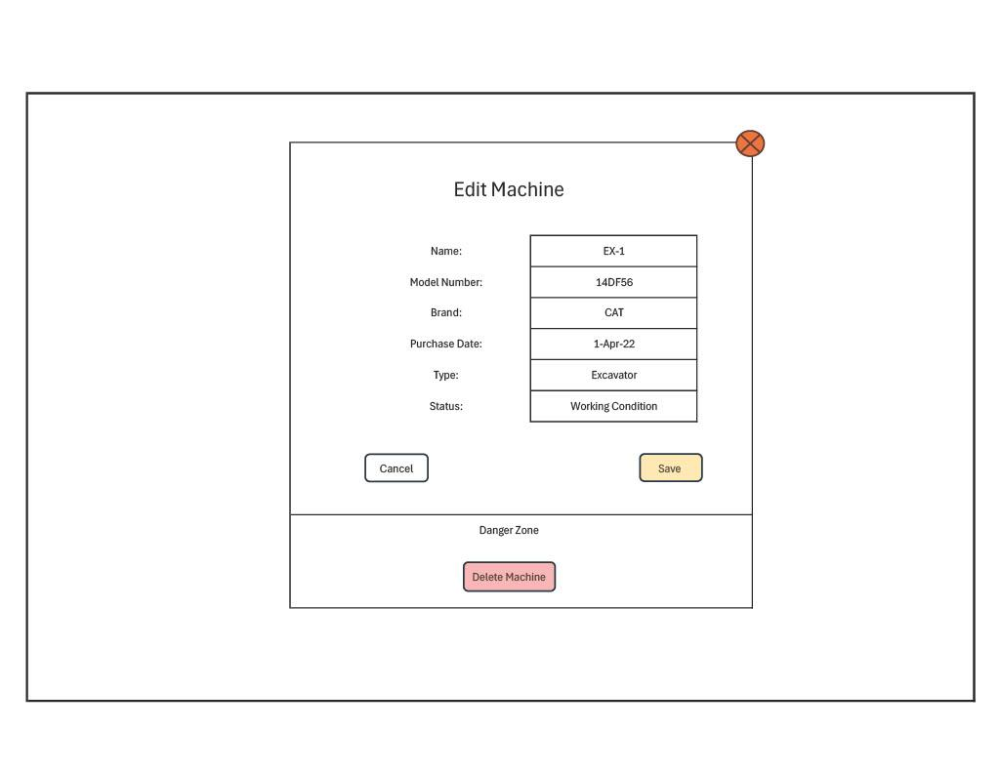 Edit Machine
Name: EX-1
Model Number: 14DF56
Brand: CAT
Purchase Date: 1-Apr-22
Type: Excavator
Status: Working Condition
Cancel Save
Danger Zone
Delete Machine